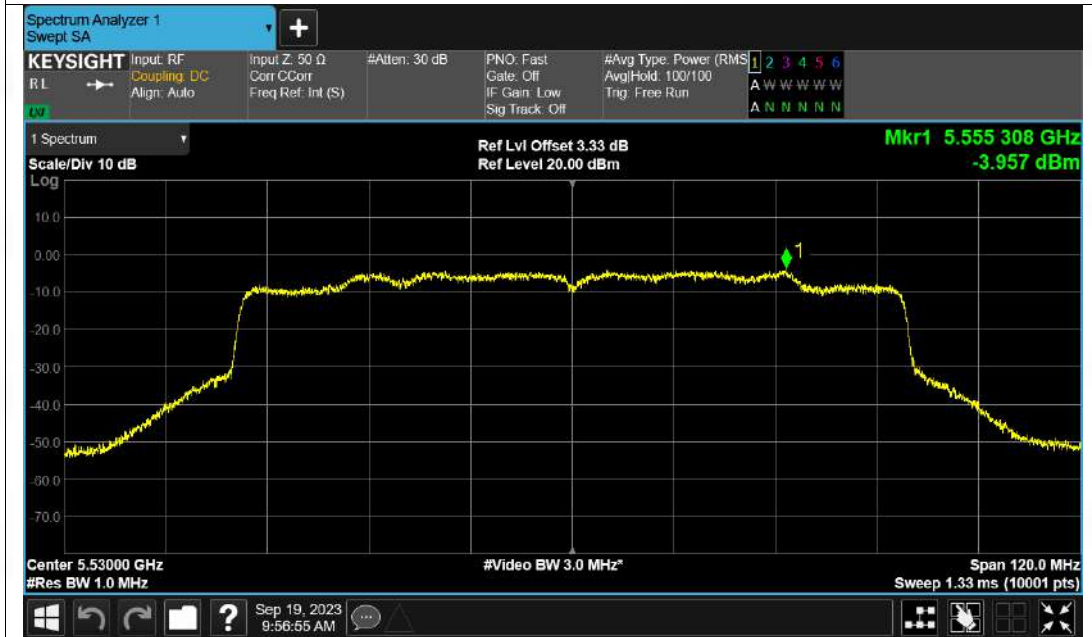 Spectrum Analyzer 1
Swept SA
+
KEYSIGHT
RL
LXI
Input: RF
Coupling: DC
Align: Auto
Input Z: 50 Ω
Corr CCorr
Freq Ref: Int (S)
#Atten: 30 dB
PNO: Fast
Gate: Off
IF Gain: Low
Sig Track: Off
#Avg Type: Power (RMS
Avg|Hold: 100/100
Trig: Free Run
1 2 3 4 5 6
A W W W W W
A N N N N N
1 Spectrum
Scale/Div 10 dB
Log
Ref Lvl Offset 3.33 dB
Ref Level 20.00 dBm
Mkr1 5.555 308 GHz
-3.957 dBm
10.0
0.00
-10.0
-20.0
-30.0
-40.0
-50.0
-60.0
-70.0
1
Center 5.53000 GHz
#Res BW 1.0 MHz
#Video BW 3.0 MHz*
Span 120.0 MHz
Sweep 1.33 ms (10001 pts)
?
Sep 19, 2023
9:56:55 AM